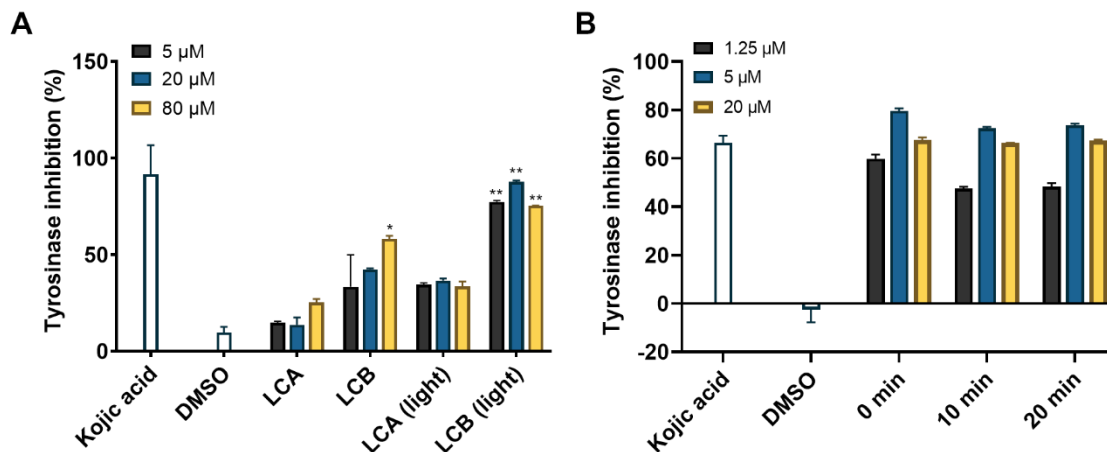 A
5 µM
20 µM
80 µM
Tyrosinase inhibition (%)
150
100
50
0
*
**
**
**
Kojic acid
DMSO
LCA
LCB
LCA (light)
LCB (light)
B
1.25 µM
5 µM
20 µM
Tyrosinase inhibition (%)
100
80
60
40
20
0
-20
Kojic acid
DMSO
0 min
10 min
20 min